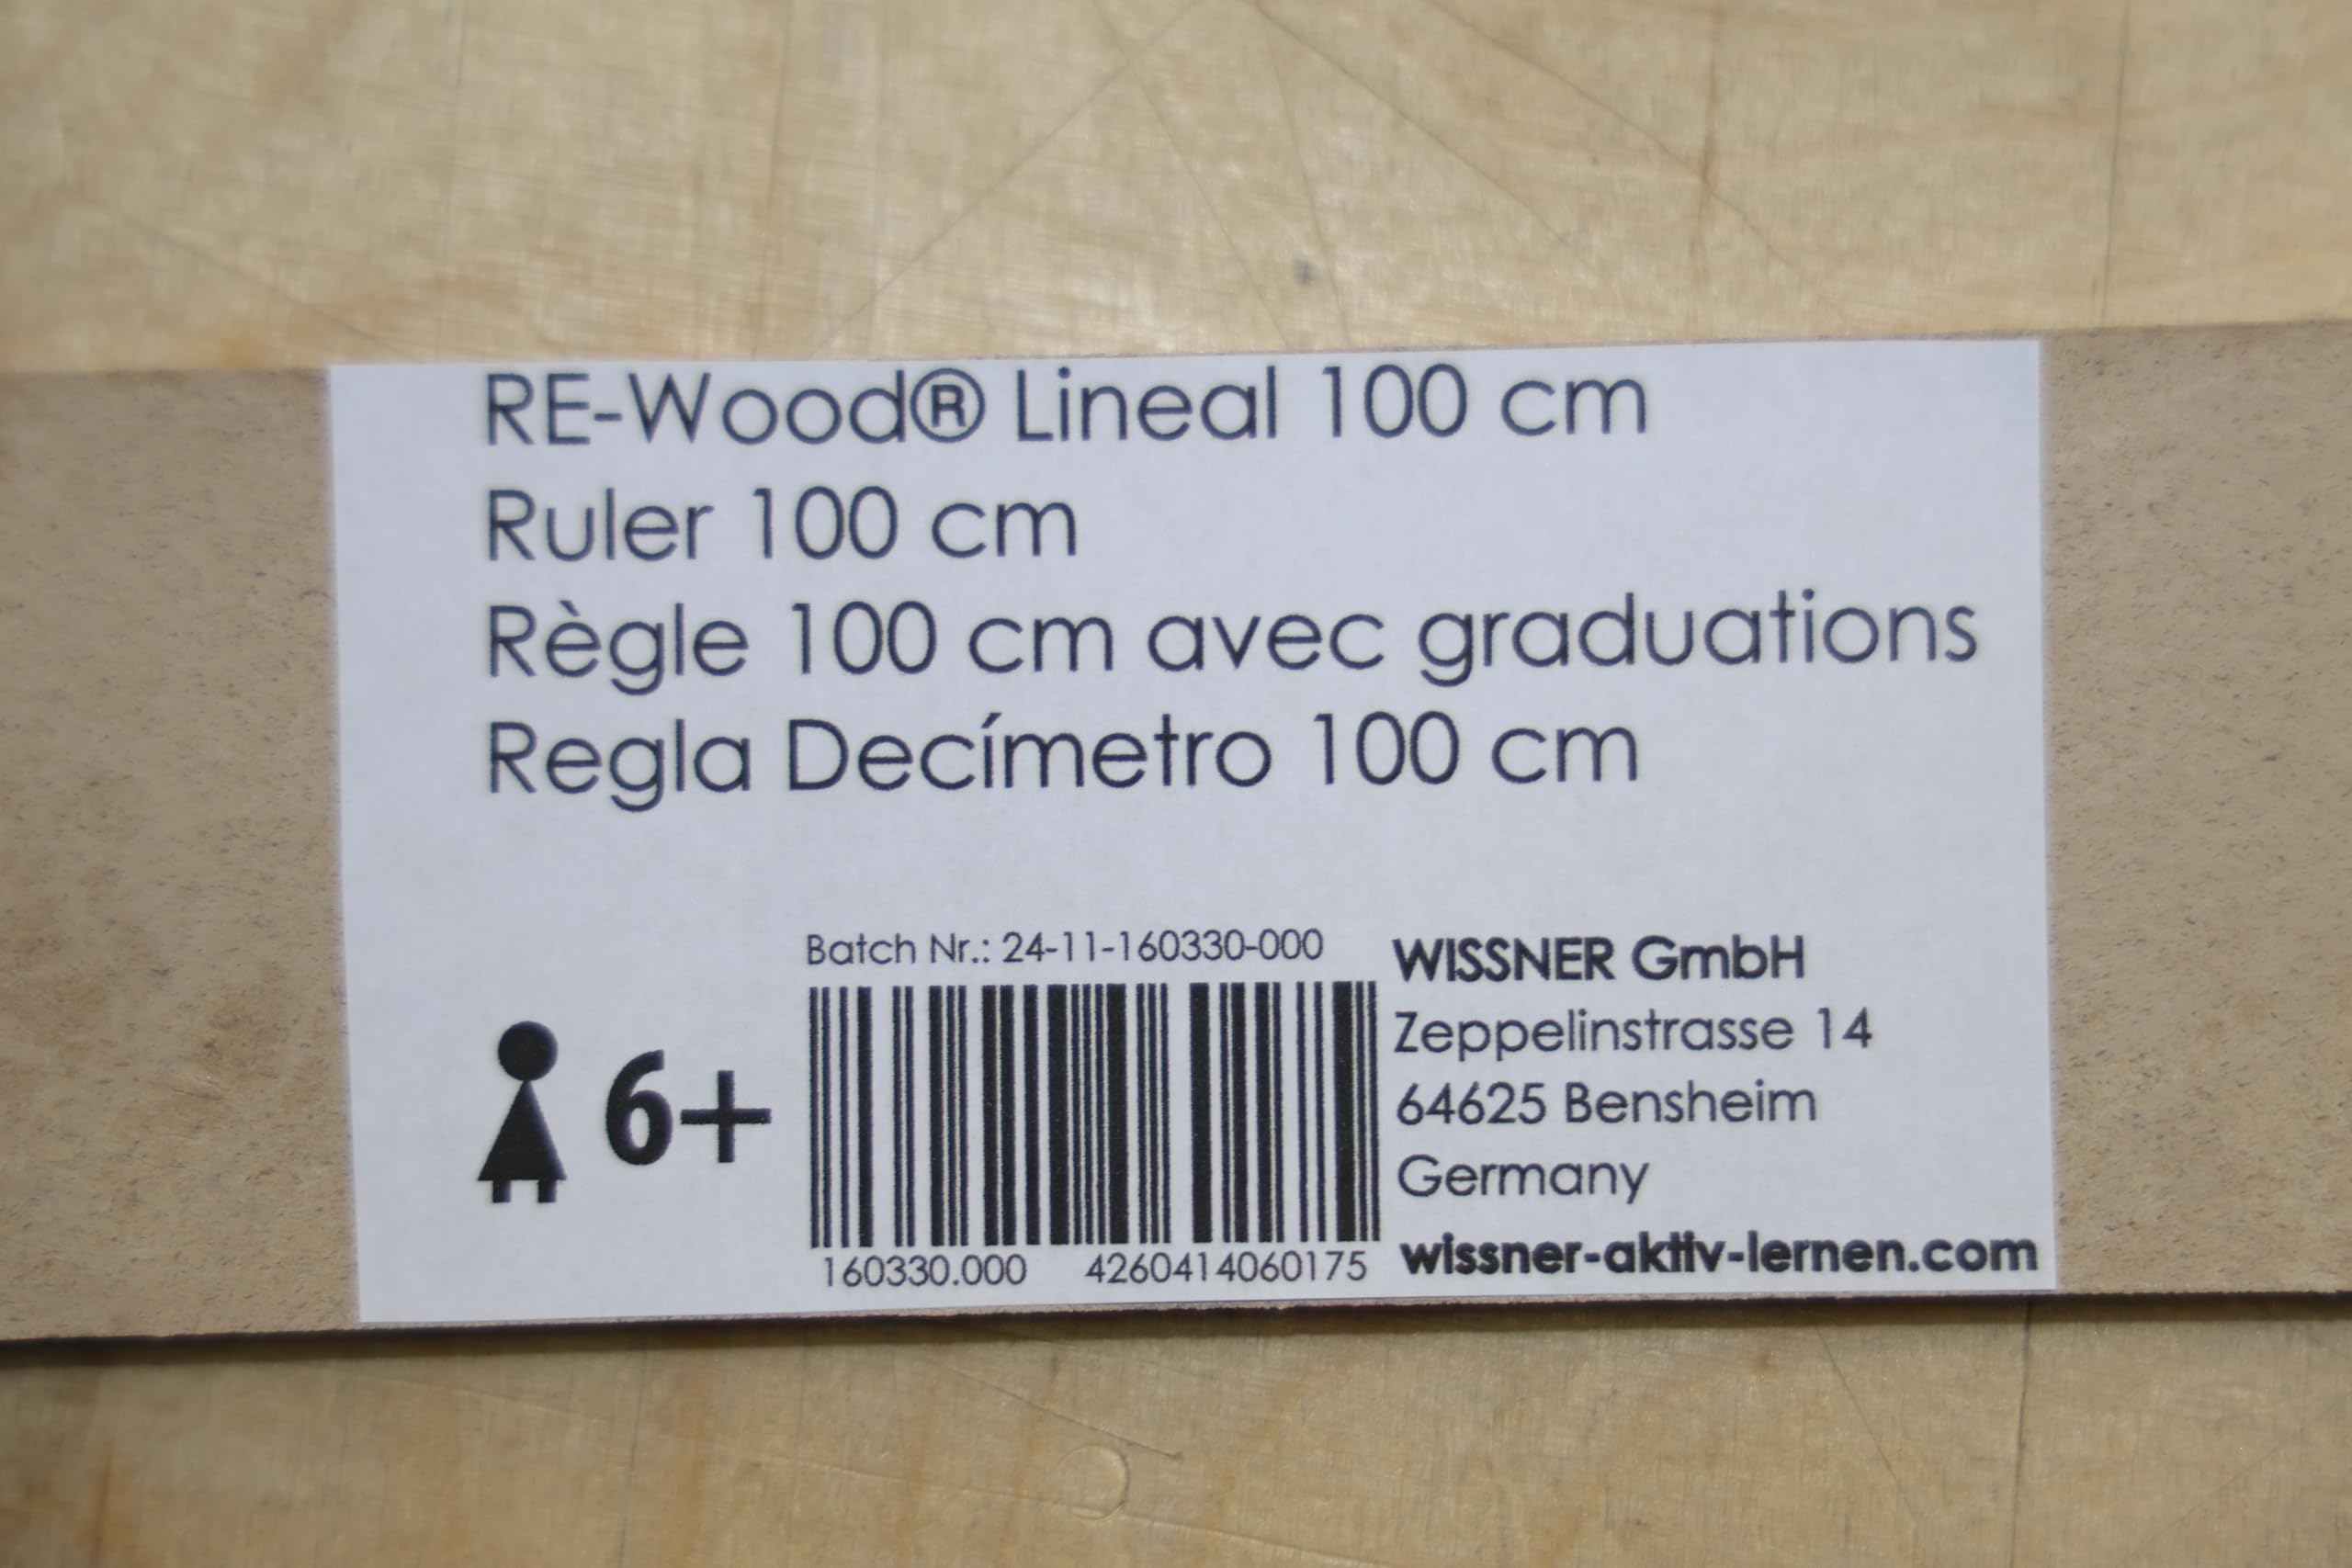 RE-Wood® Lineal 100 cm
Ruler 100 cm
Règle 100 cm avec graduations
Regla Decímetro 100 cm
6+
Batch Nr.: 24-11-160330-000
160330.000 4260414060175
WISSNER GmbH
Zeppelinstrasse 14
64625 Bensheim
Germany
wissner-aktiv-lernen.com